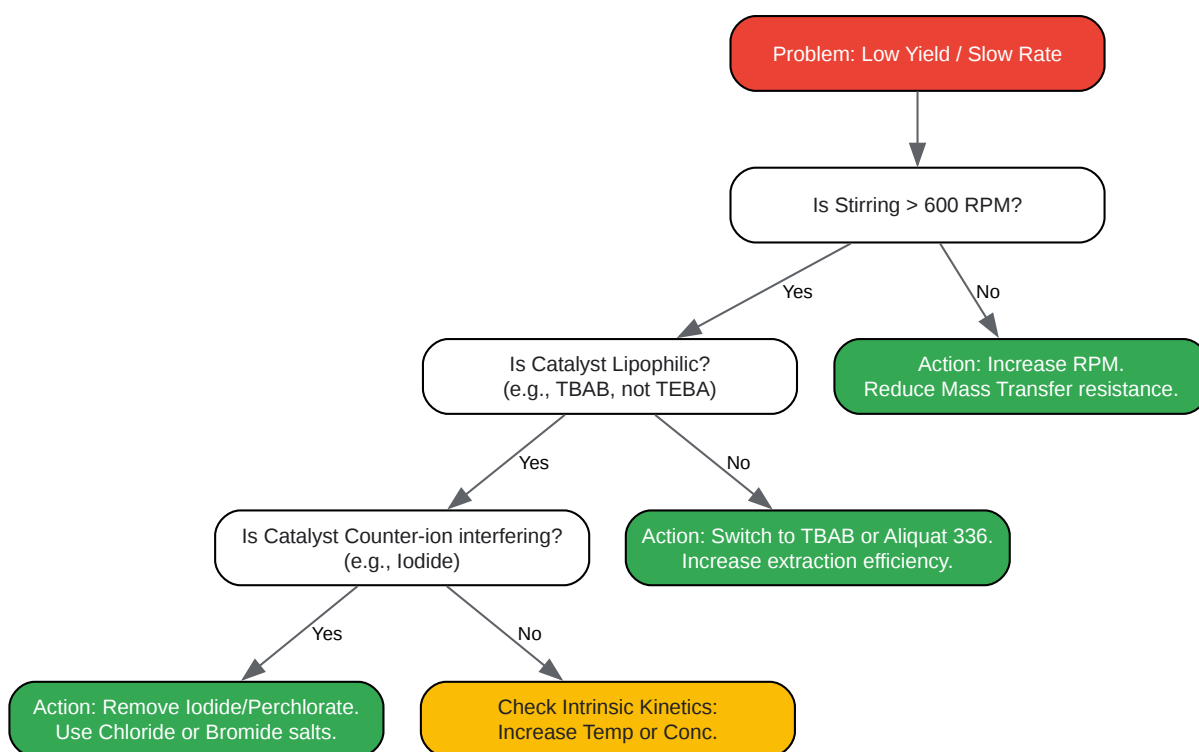 Problem: Low Yield / Slow Rate
Is Stirring > 600 RPM?
Yes
No
Is Catalyst Lipophilic?
(e.g., TBAB, not TEBA)
Action: Increase RPM.
Reduce Mass Transfer resistance.
Yes
No
Is Catalyst Counter-ion interfering?
(e.g., Iodide)
Action: Switch to TBAB or Aliquat 336.
Increase extraction efficiency.
Yes
No
Action: Remove Iodide/Perchlorate.
Use Chloride or Bromide salts.
Check Intrinsic Kinetics:
Increase Temp or Conc.